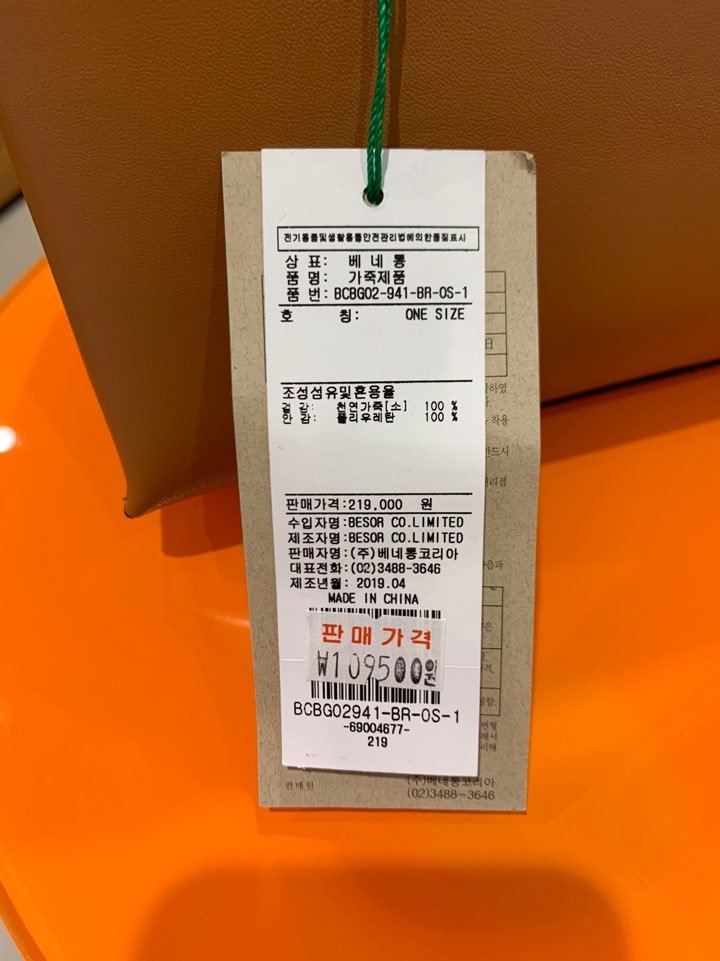 전기용품및생활용품안전관리법에의한품질표시
상 표: 베네통
품 명: 가죽제품
품 번: BCBG02-941-BR-OS-1
호 칭: ONE SIZE
조성섬유및혼용율
겉 감: 천연가죽[소] 100 %
안 감: 폴리우레탄 100 %
판매가격:219,000 원
수입자명:BESOR CO.LIMITED
제조자명:BESOR CO.LIMITED
판매자명:(주)베네통코리아
대표전화:(02)3488-3646
제조년월: 2019.04
MADE IN CHINA
판매가격
₩109500원
BCBG02941-BR-OS-1
-69004677-
219
판매원 (주)베네통코리아
(02)3488-3646